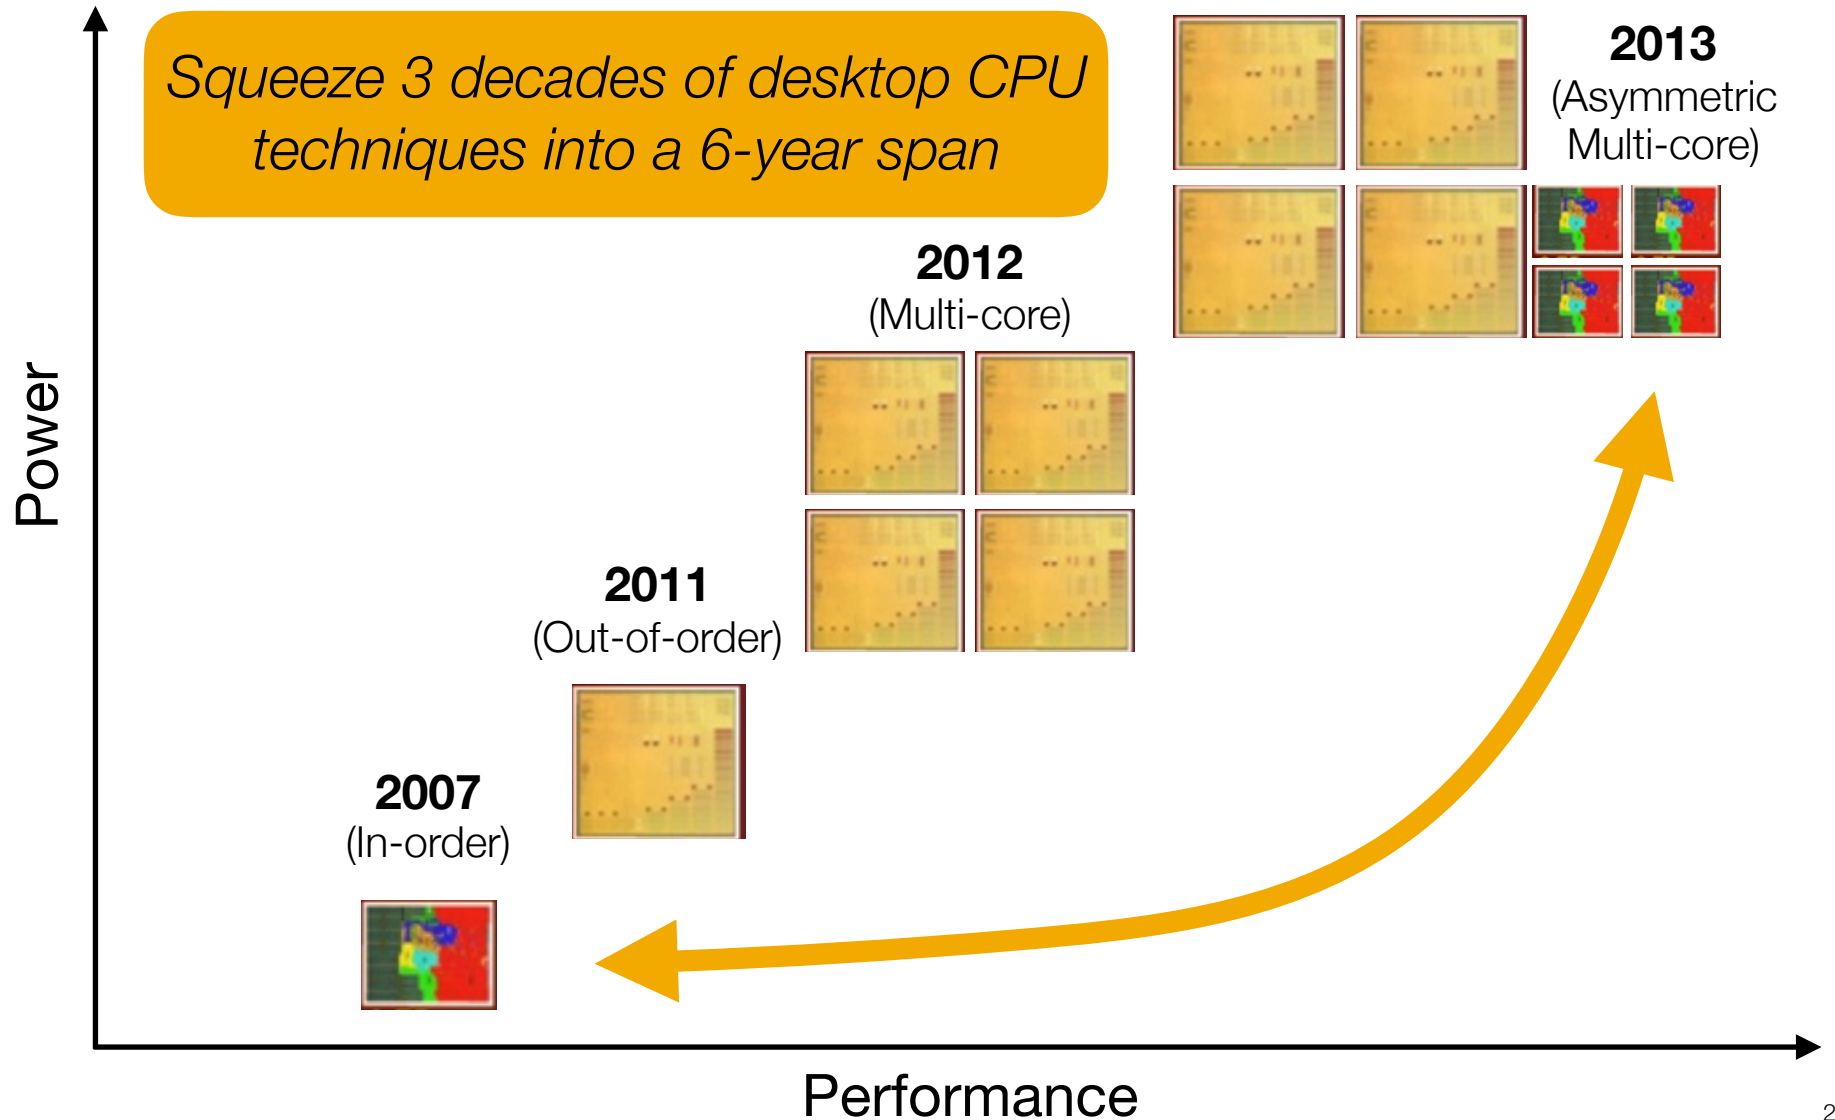 Squeeze 3 decades of desktop CPU
techniques into a 6-year span
2013
(Asymmetric
Multi-core)
2012
(Multi-core)
2011
(Out-of-order)
2007
(In-order)
Power
Performance
2